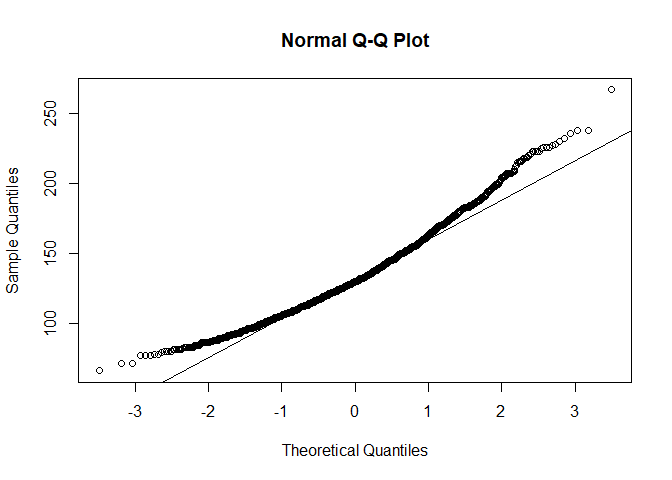 Normal Q-Q Plot
250
200
150
100
Sample Quantiles
-3 -2 -1 0 1 2 3
Theoretical Quantiles